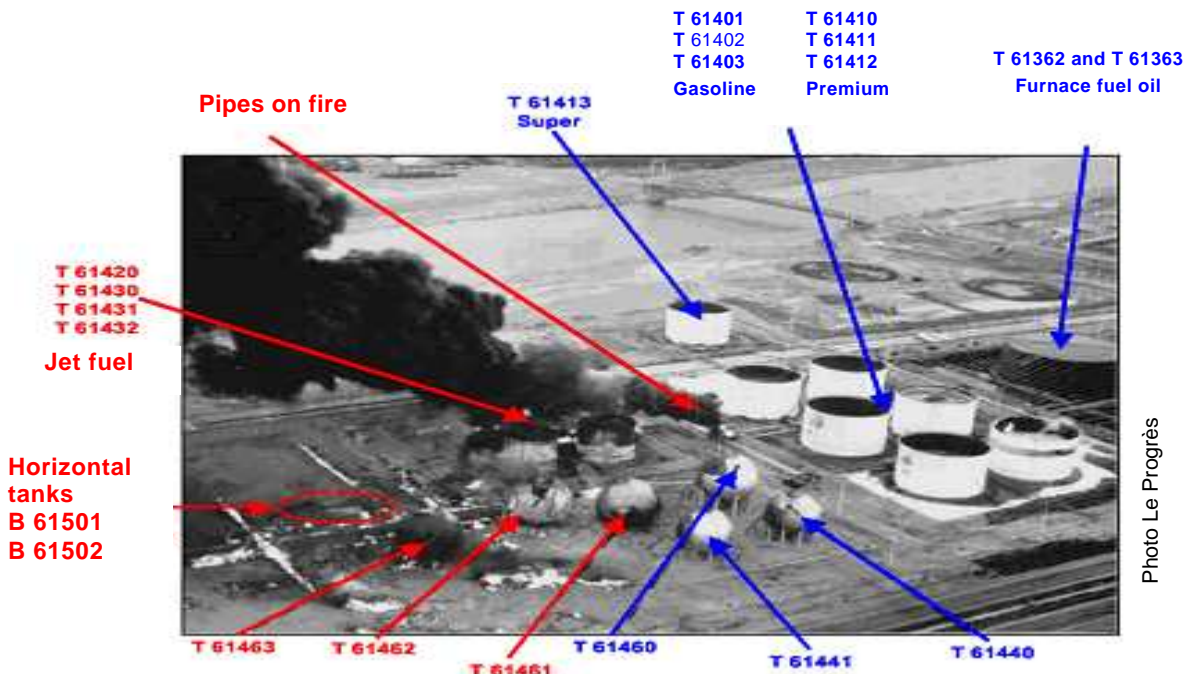 T 61401
T 61402
T 61403
Gasoline
T 61410
T 61411
T 61412
Premium
T 61362 and T 61363
Furnace fuel oil
Pipes on fire
T 61413
Super
T 61420
T 61430
T 61431
T 61432
Jet fuel
Horizontal
tanks
B 61501
B 61502
Photo Le Progrès
T 61463
T 61462
T 61461
T 61460
T 61441
T 61440